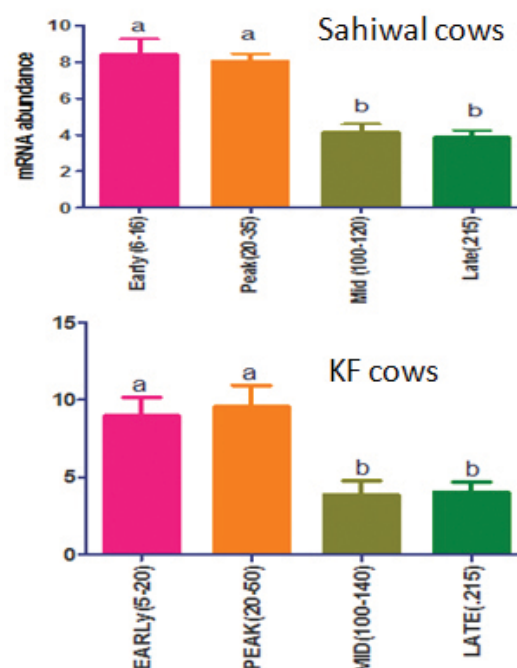 Sahiwal cows
mRNA abundance
10
8
6
4
2
0
a
a
b
b
Early (6-16)
Peak(20-35)
Mid (100-120)
Late(.215)
KF cows
15
10
5
0
a
a
b
b
EARLy(5-20)
PEAK(20-50)
MID(100-140)
LATE(.215)